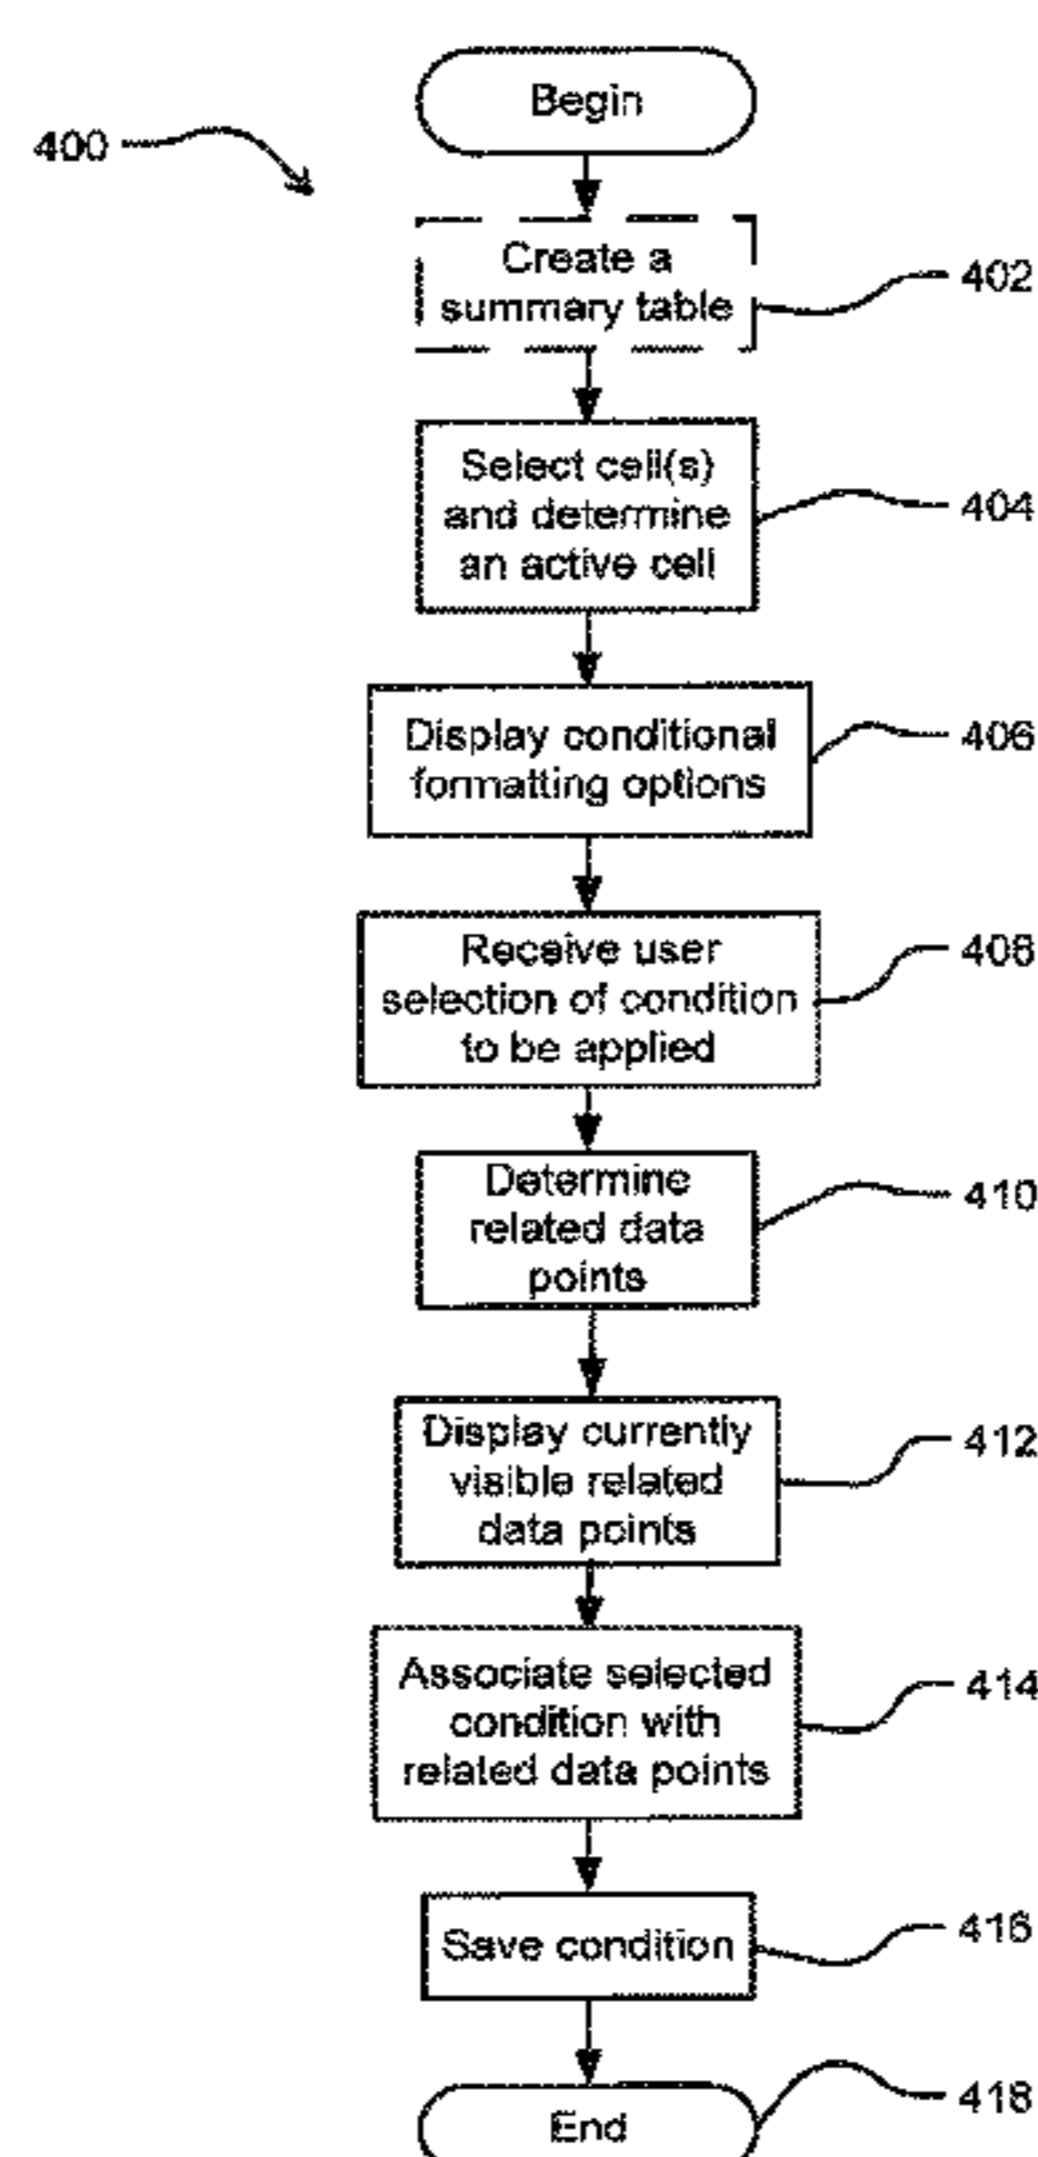 Begin
400
Create a
summary table
402
Select cell(s)
and determine
an active cell
404
Display conditional
formatting options
406
Receive user
selection of condition
to be applied
408
Determine
related data
points
410
Display currently
visible related
data points
412
Associate selected
condition with
related data points
414
Save condition
416
End
418